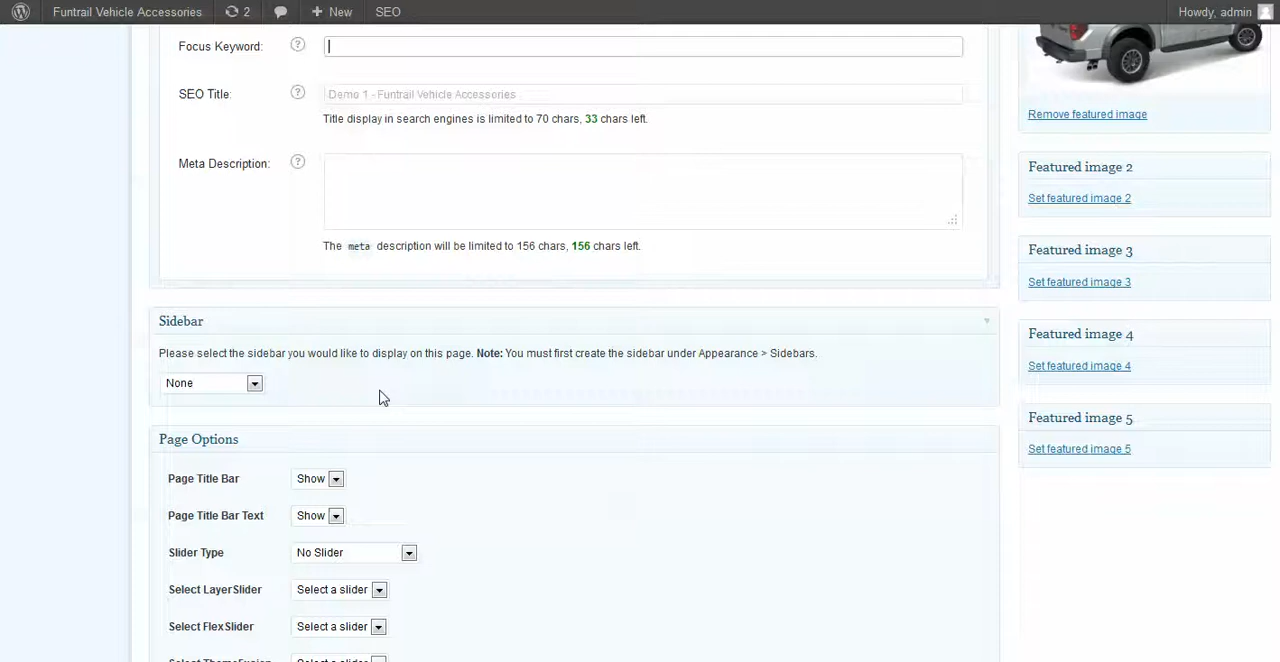 Funtrail Vehicle Accessories 2 + New SEO Howdy, admin
Focus Keyword: ?
SEO Title: ? Demo 1 - Funtrail Vehicle Accessories
Title display in search engines is limited to 70 chars, 33 chars left.
Meta Description: ?
The meta description will be limited to 156 chars, 156 chars left.
Sidebar
Please select the sidebar you would like to display on this page. Note: You must first create the sidebar under Appearance > Sidebars.
None
Page Options
Page Title Bar Show
Page Title Bar Text Show
Slider Type No Slider
Select LayerSlider Select a slider
Select FlexSlider Select a slider
Select ThemeFusion Select a slider
Remove featured image
Featured image 2
Set featured image 2
Featured image 3
Set featured image 3
Featured image 4
Set featured image 4
Featured image 5
Set featured image 5